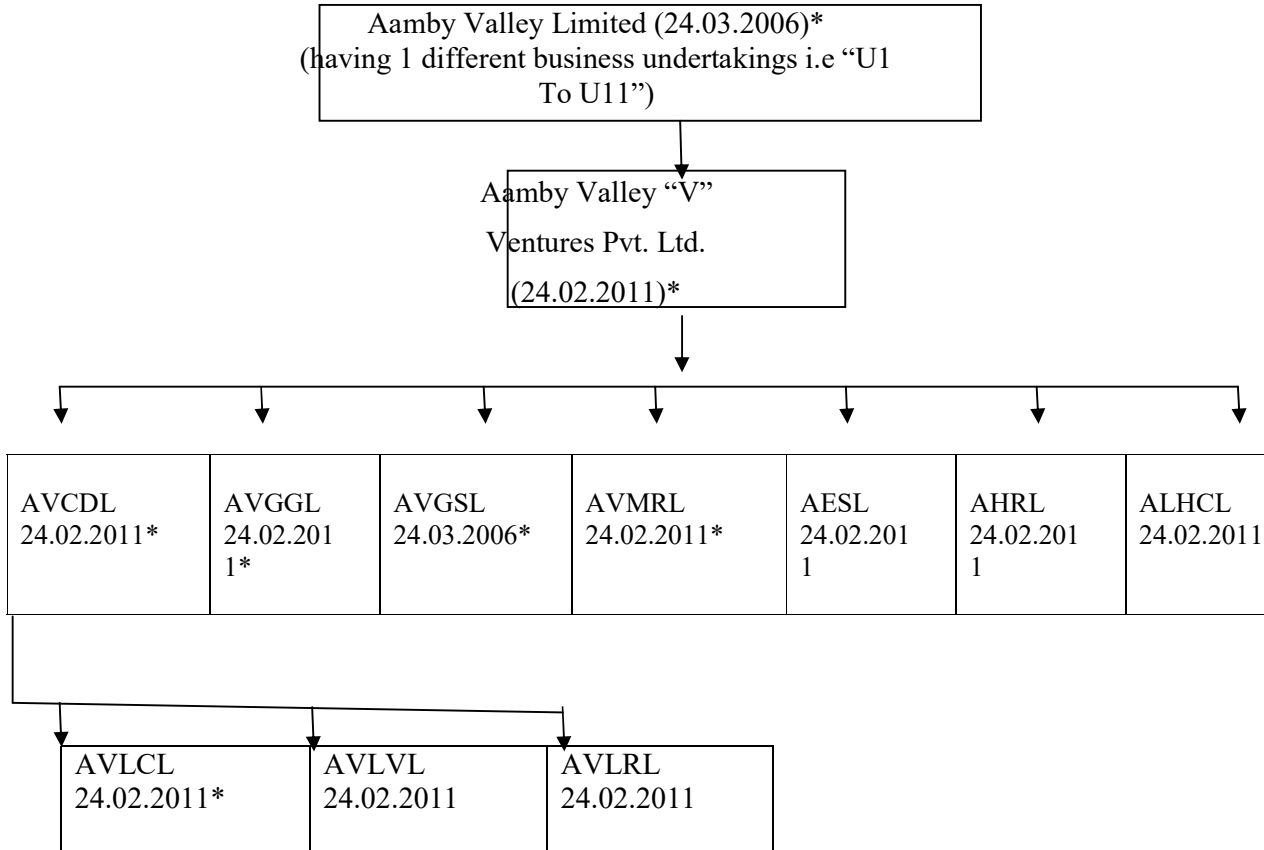 Aamby Valley Limited (24.03.2006)*
(having 1 different business undertakings i.e “U1
To U11”)
Aamby Valley “V”
Ventures Pvt. Ltd.
(24.02.2011)*
AVCDL
24.02.2011*
AVGGL
24.02.201
1*
AVGSL
24.03.2006*
AVMRL
24.02.2011*
AESL
24.02.201
1
AHRL
24.02.201
1
ALHCL
24.02.2011
AVLCL
24.02.2011*
AVLVL
24.02.2011
AVLRL
24.02.2011